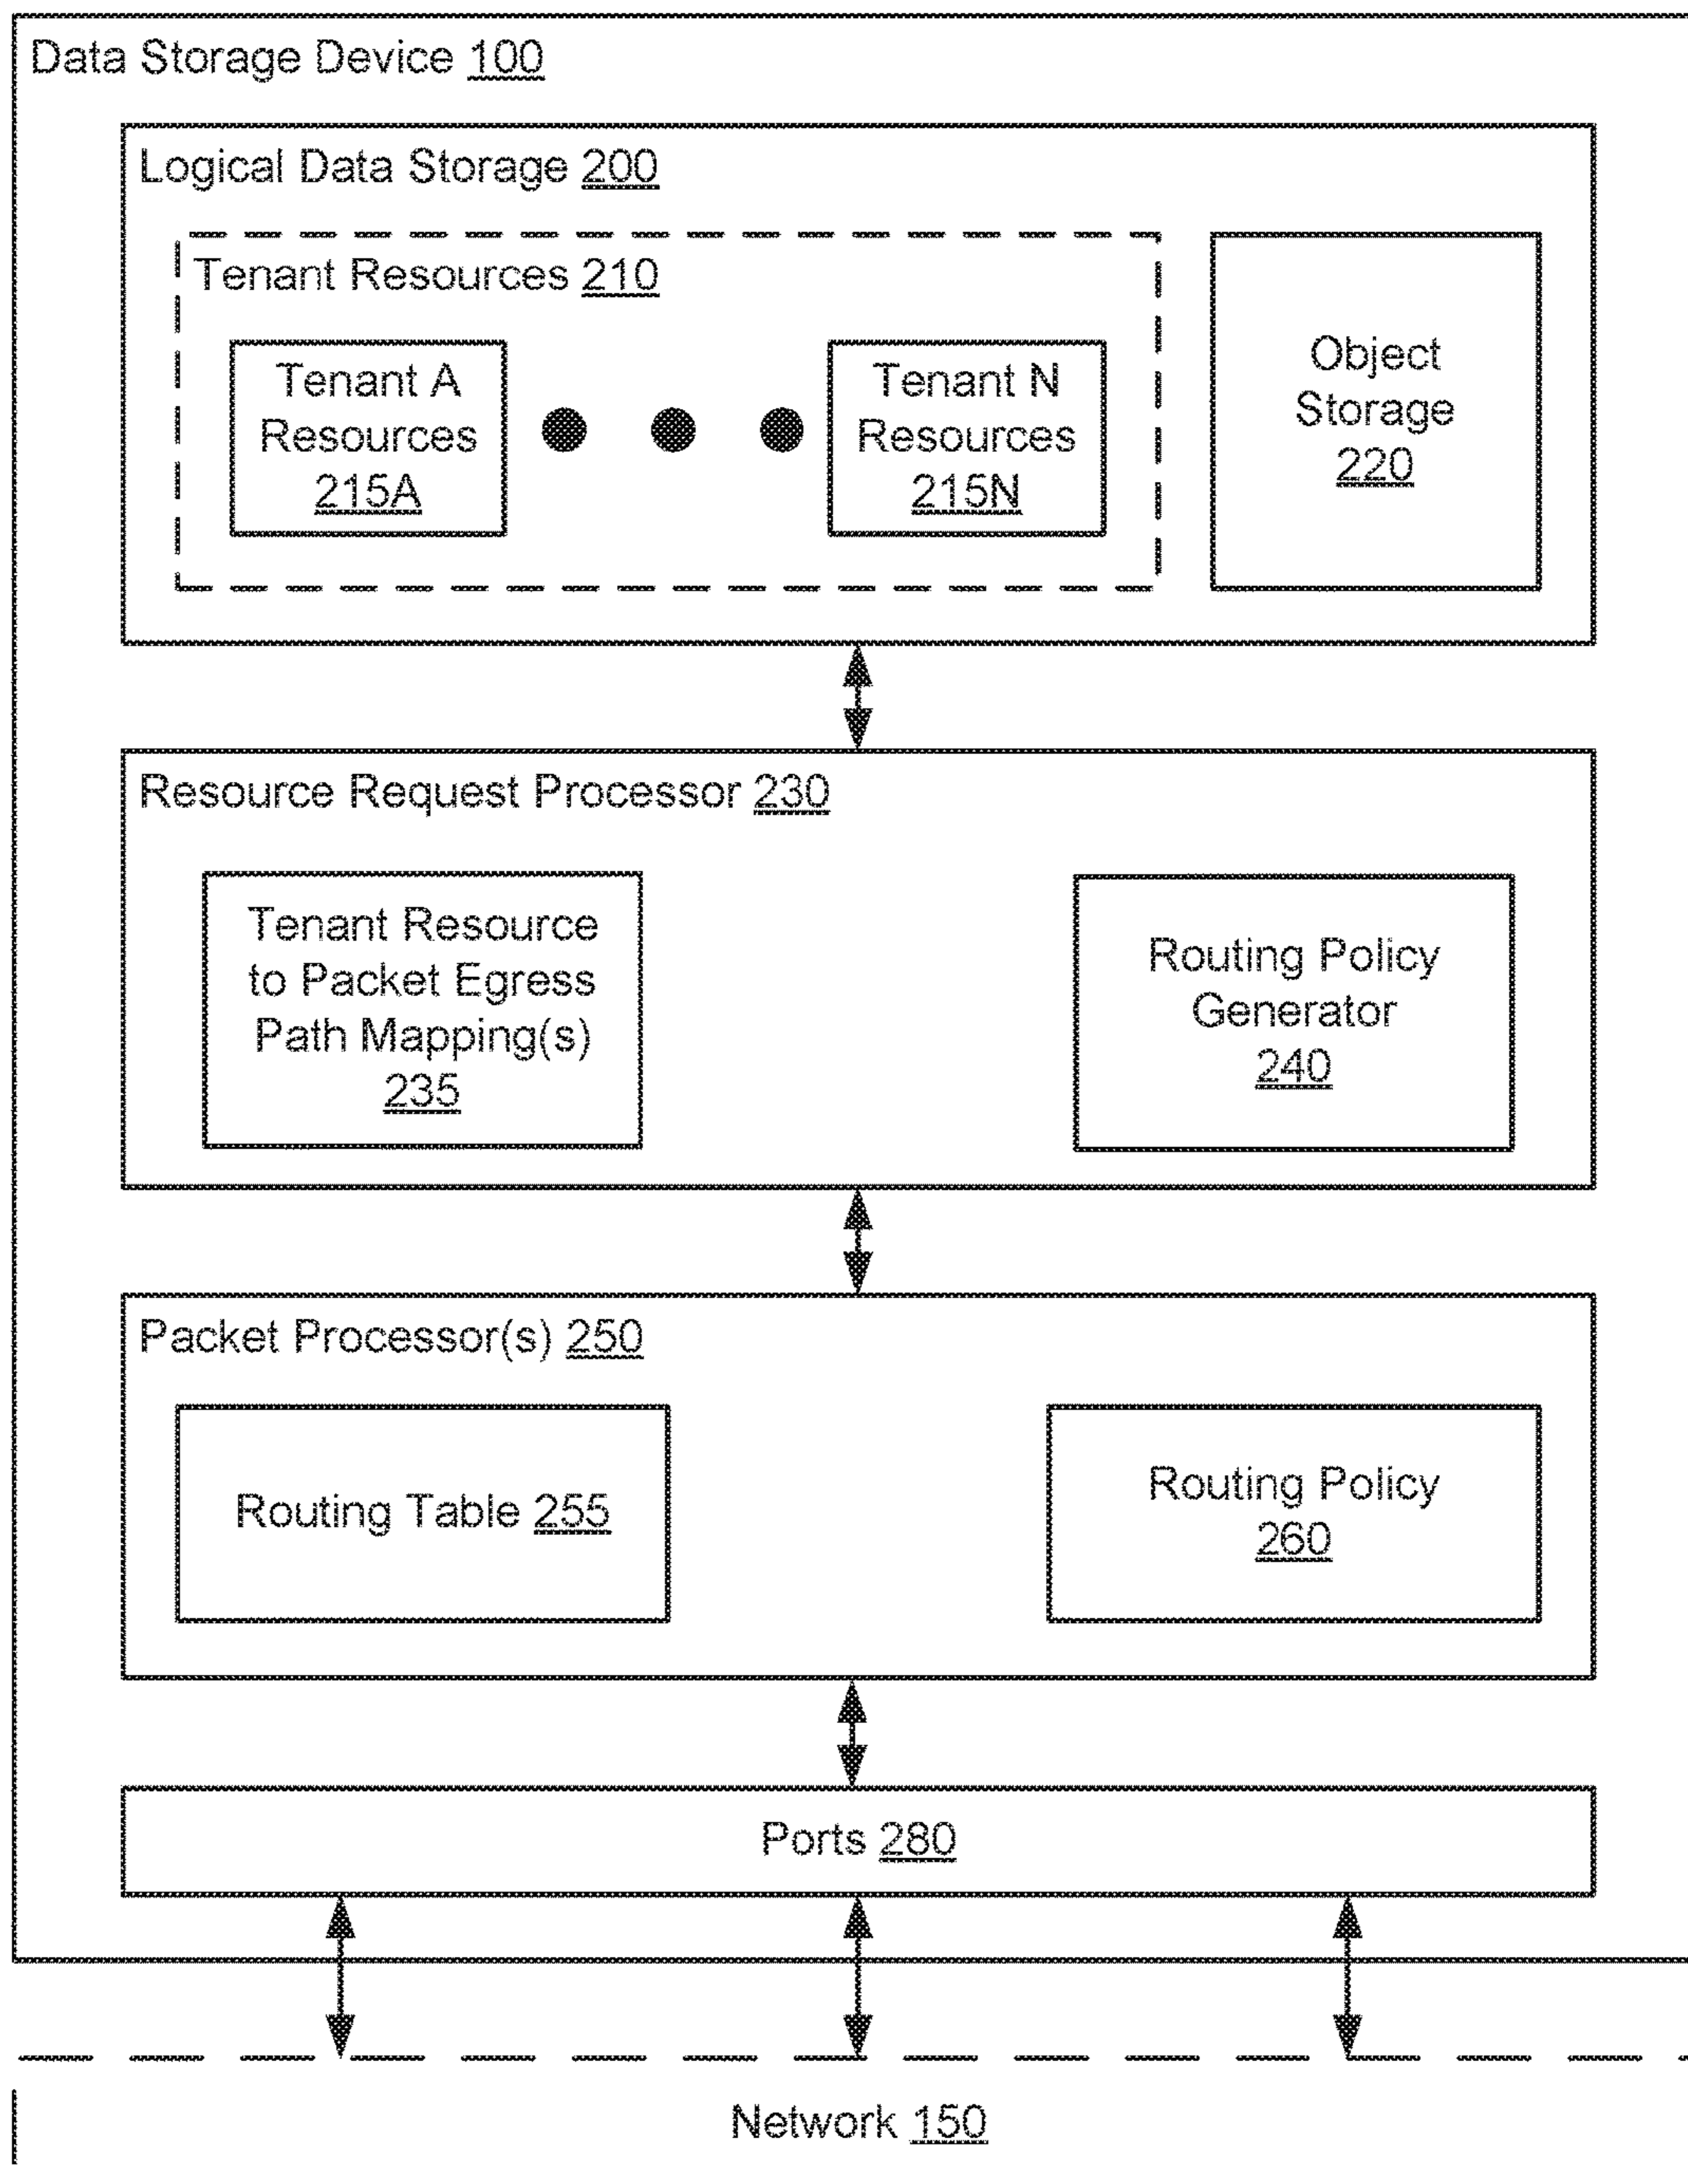 Data Storage Device 100
Logical Data Storage 200
Tenant Resources 210
Tenant A
Resources
215A
Tenant N
Resources
215N
Object
Storage
220
Resource Request Processor 230
Tenant Resource
to Packet Egress
Path Mapping(s)
235
Routing Policy
Generator
240
Packet Processor(s) 250
Routing Table 255
Routing Policy
260
Ports 280
Network 150